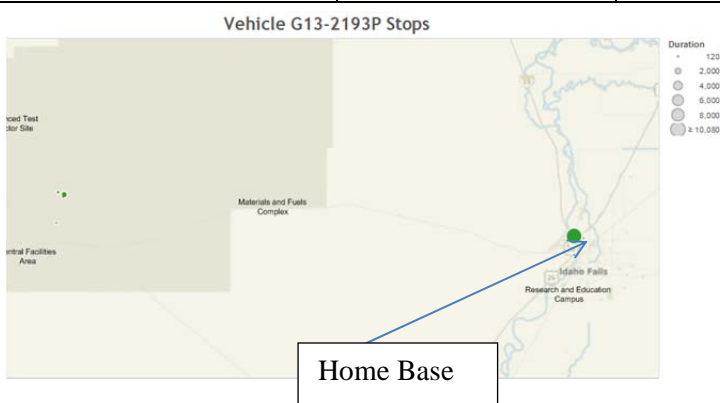 Vehicle G13-2193P Stops
Duration
120
2,000
4,000
6,000
8,000
≥ 10,080
nced Test
ctor Site
Materials and Fuels
Complex
entral Facilities
Area
Idaho Falls
Research and Education
Campus
Home Base